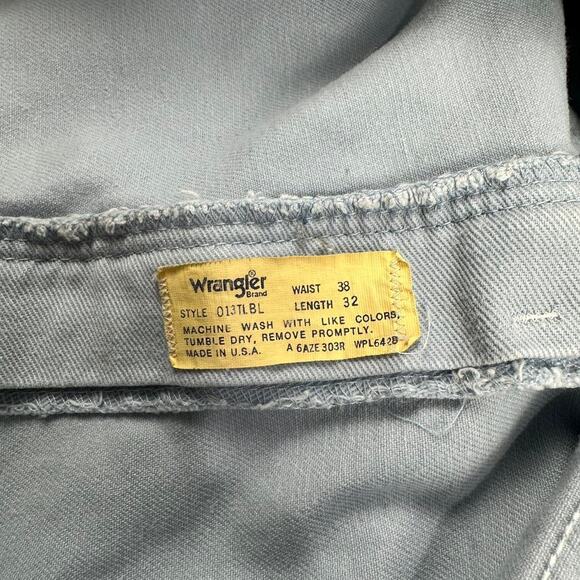 Wrangler®
Brand
WAIST 38
STYLE 013TLBL LENGTH 32
MACHINE WASH WITH LIKE COLORS,
TUMBLE DRY, REMOVE PROMPTLY.
MADE IN U.S.A. A 6AZE303R WPL6428